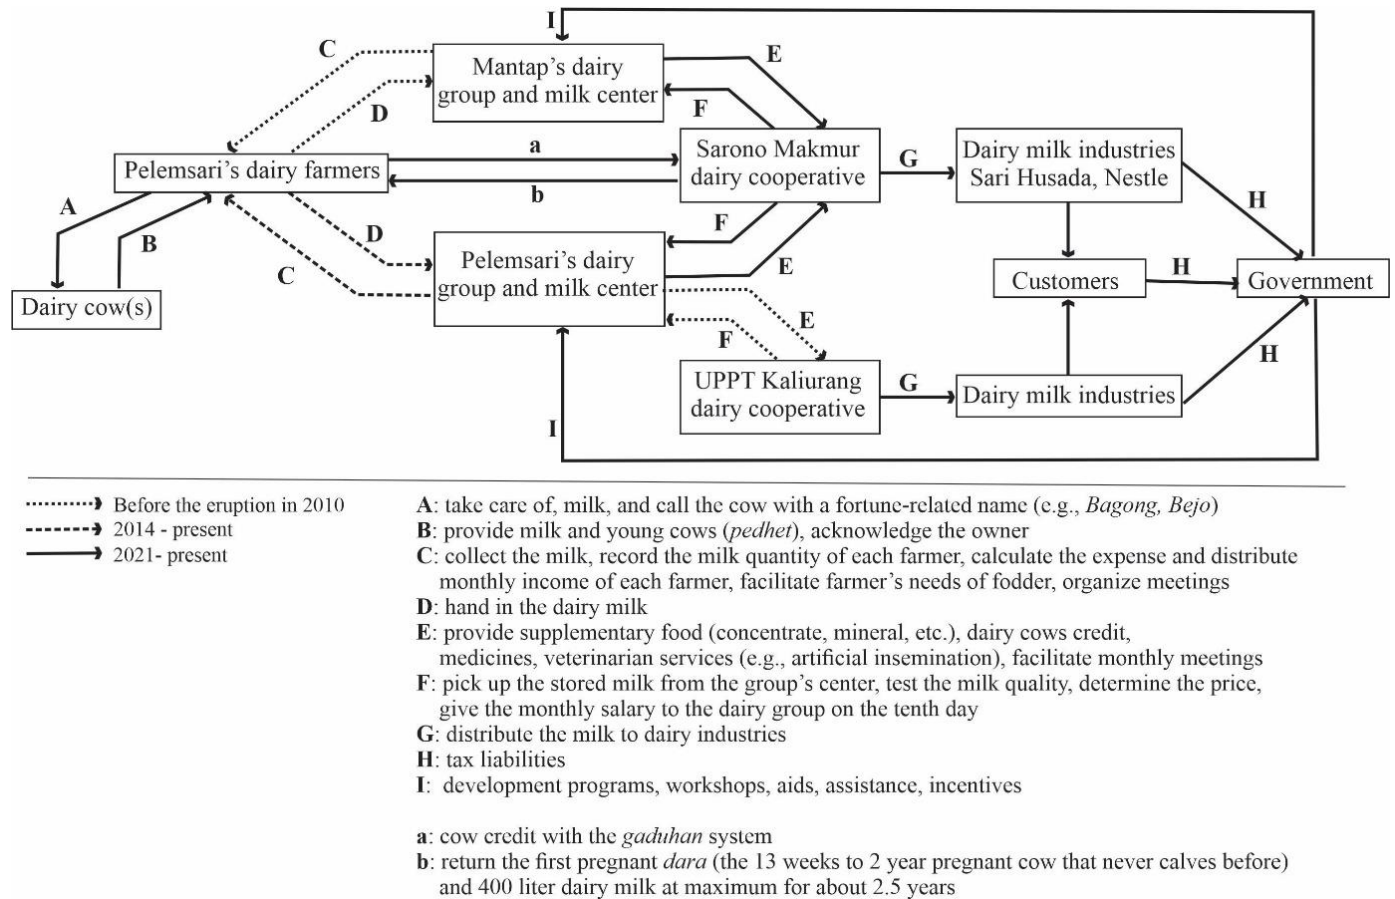 I
C
Mantap's dairy
group and milk center
E
D
F
Pelemsari's dairy farmers
a
b
Sarono Makmur
dairy cooperative
G
Dairy milk industries
Sari Husada, Nestle
H
A
B
D
C
F
E
Pelemsari's dairy
group and milk center
Customers
H
Government
Dairy cow(s)
E
F
H
UPPT Kaliurang
dairy cooperative
G
Dairy milk industries
I
Before the eruption in 2010
2014 - present
2021- present
A: take care of, milk, and call the cow with a fortune-related name (e.g., Bagong, Bejo)
B: provide milk and young cows (pedhet), acknowledge the owner
C: collect the milk, record the milk quantity of each farmer, calculate the expense and distribute
monthly income of each farmer, facilitate farmer's needs of fodder, organize meetings
D: hand in the dairy milk
E: provide supplementary food (concentrate, mineral, etc.), dairy cows credit,
medicines, veterinarian services (e.g., artificial insemination), facilitate monthly meetings
F: pick up the stored milk from the group's center, test the milk quality, determine the price,
give the monthly salary to the dairy group on the tenth day
G: distribute the milk to dairy industries
H: tax liabilities
I: development programs, workshops, aids, assistance, incentives
a: cow credit with the gaduhan system
b: return the first pregnant dara (the 13 weeks to 2 year pregnant cow that never calves before)
and 400 liter dairy milk at maximum for about 2.5 years